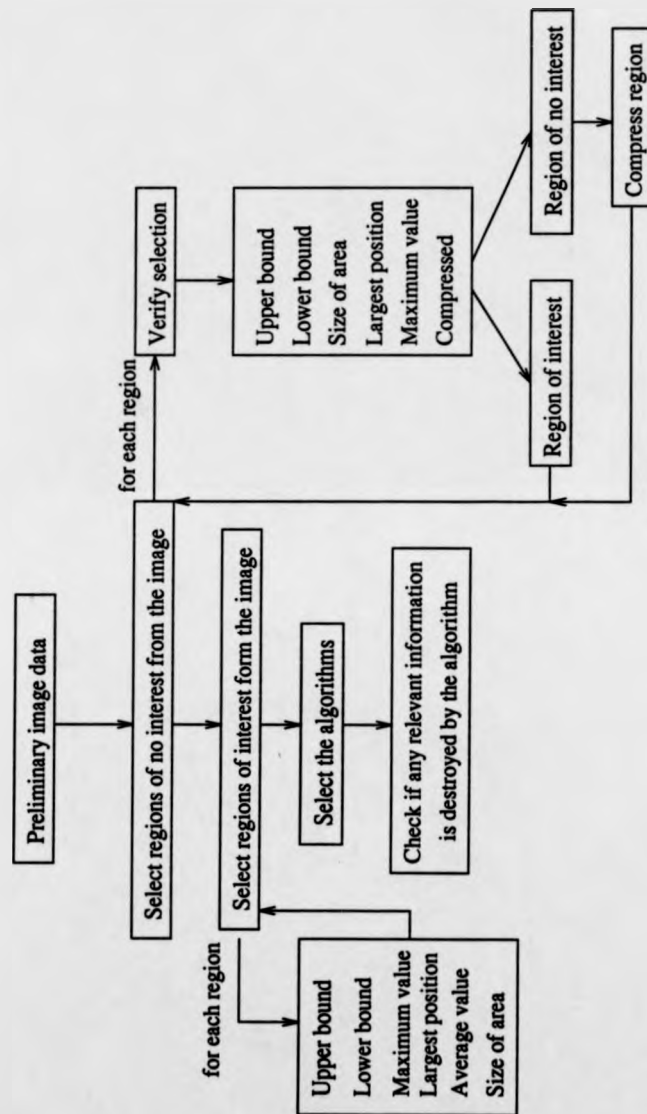 Preliminary image data
Select regions of no interest from the image
for each region
Verify selection
Upper bound
Lower bound
Size of area
Largest position
Maximum value
Compressed
Region of interest
Region of no interest
Compress region
Select regions of interest form the image
for each region
Upper bound
Lower bound
Maximum value
Largest position
Average value
Size of area
Select the algorithms
Check if any relevant information
is destroyed by the algorithm